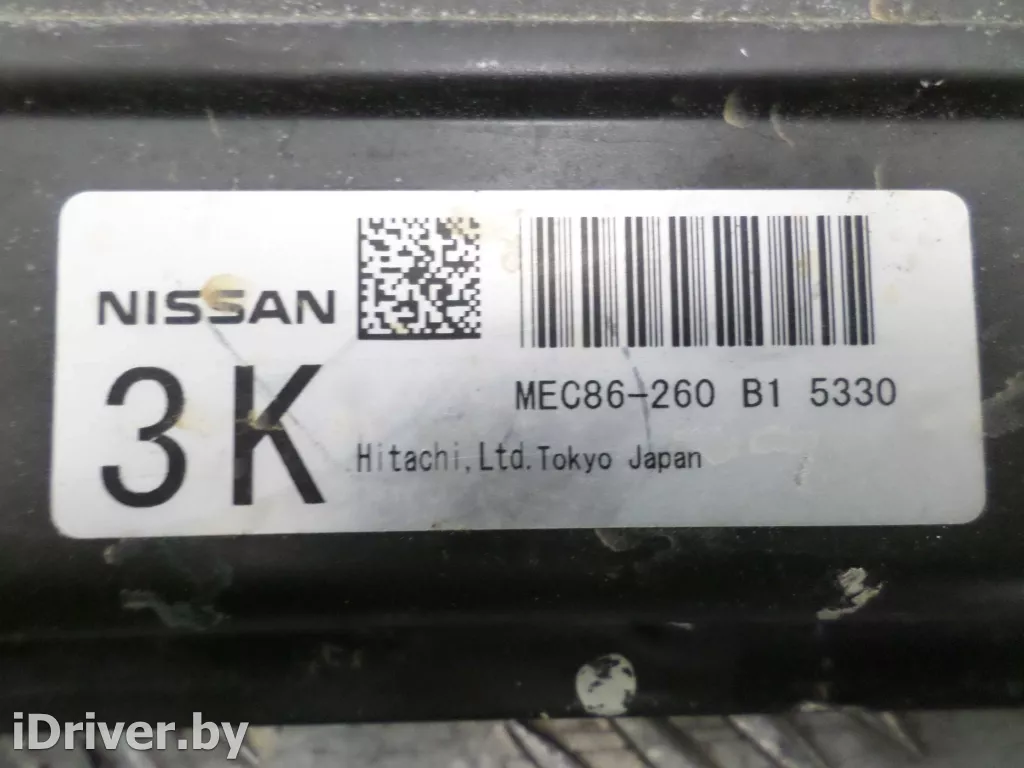 NISSAN
3K
MEC86-260 B1 5330
Hitachi,Ltd.Tokyo Japan
iDriver.by